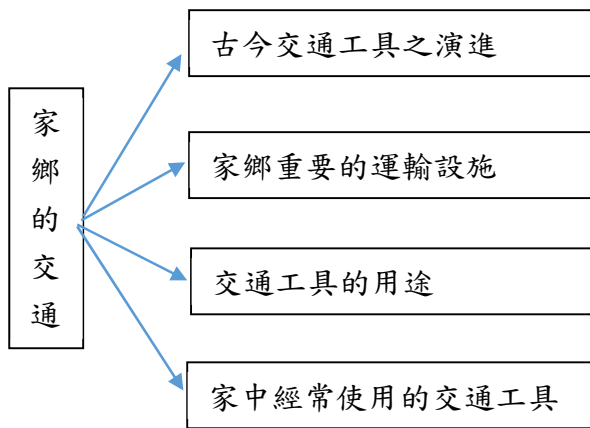 家鄉的交通
古今交通工具之演進
家鄉重要的運輸設施
交通工具的用途
家中經常使用的交通工具